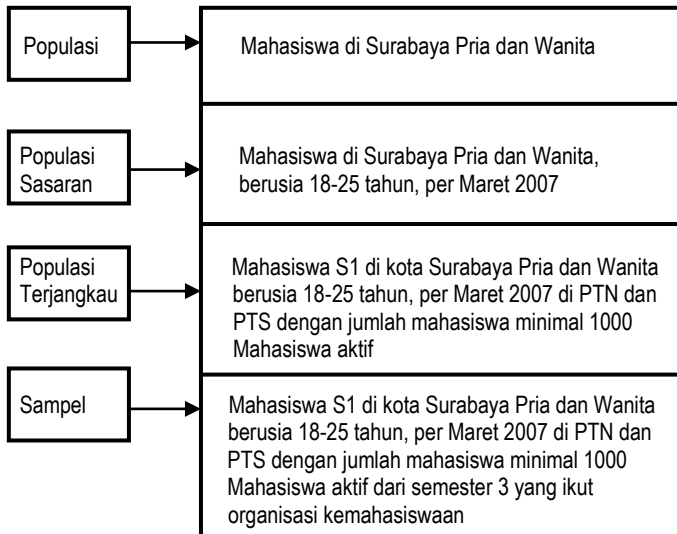 Populasi
Mahasiswa di Surabaya Pria dan Wanita
Populasi
Sasaran
Mahasiswa di Surabaya Pria dan Wanita,
berusia 18-25 tahun, per Maret 2007
Populasi
Terjangkau
Mahasiswa S1 di kota Surabaya Pria dan Wanita
berusia 18-25 tahun, per Maret 2007 di PTN dan
PTS dengan jumlah mahasiswa minimal 1000
Mahasiswa aktif
Sampel
Mahasiswa S1 di kota Surabaya Pria dan Wanita
berusia 18-25 tahun, per Maret 2007 di PTN dan
PTS dengan jumlah mahasiswa minimal 1000
Mahasiswa aktif dari semester 3 yang ikut
organisasi kemahasiswaan